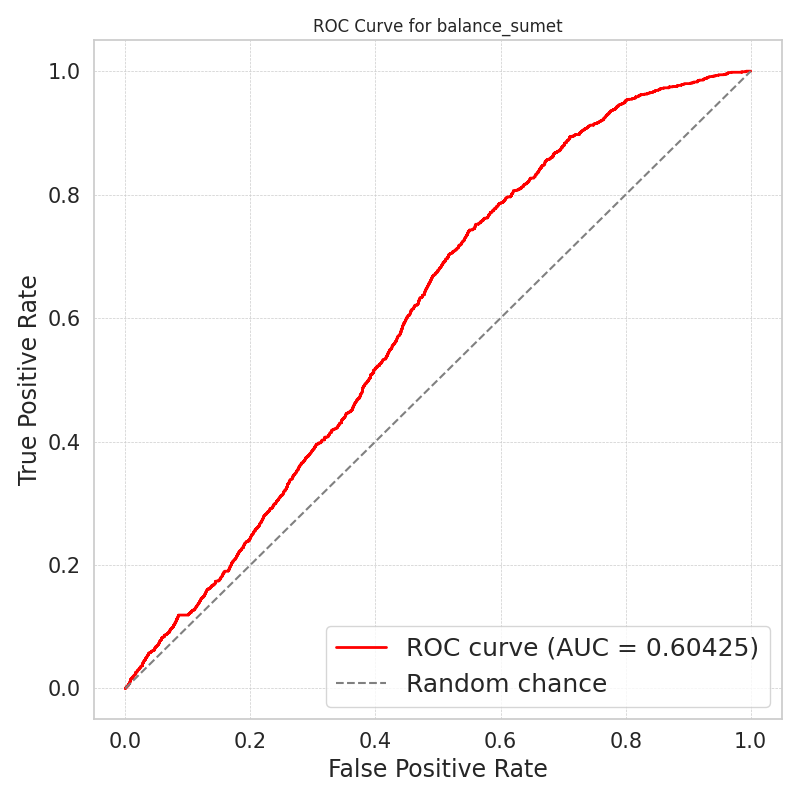 ROC Curve for balance_sumet
True Positive Rate
1.0
0.8
0.6
0.4
0.2
0.0
ROC curve (AUC = 0.60425)
Random chance
0.0 0.2 0.4 0.6 0.8 1.0
False Positive Rate